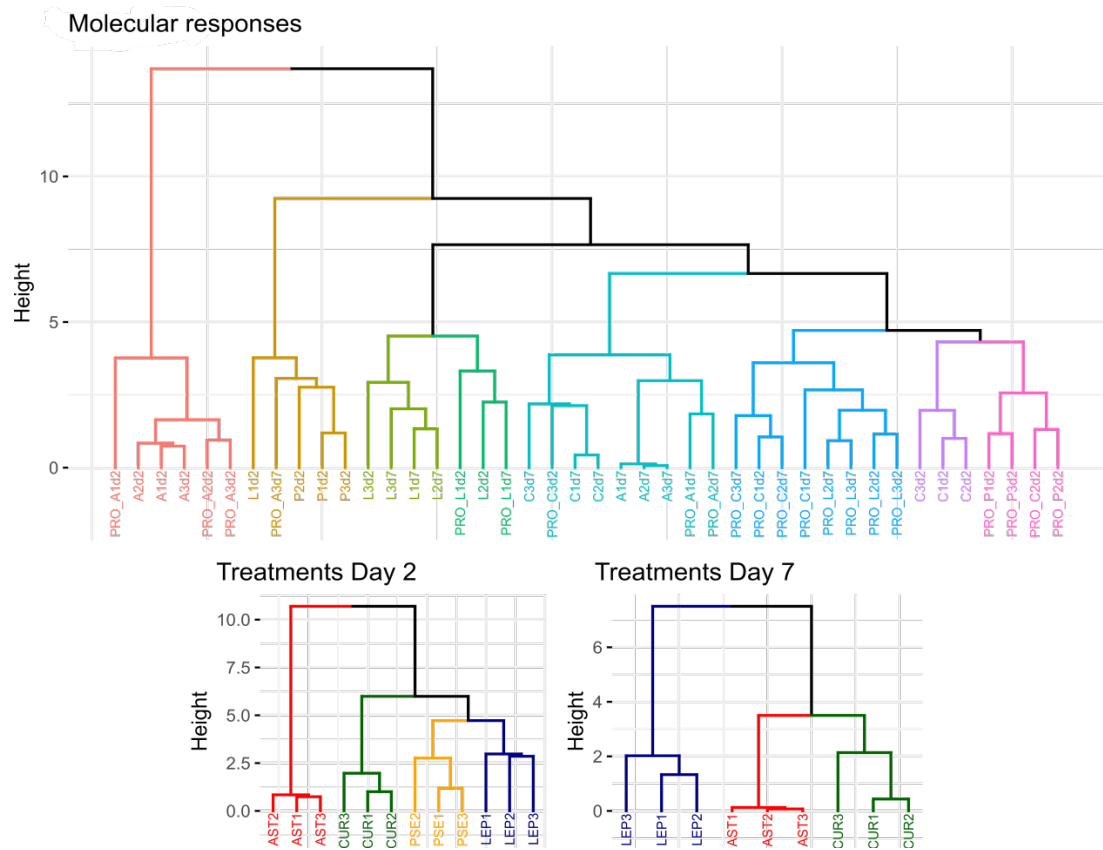 Molecular responses
Height
10
5
0
PRO_A1d2
A2d2
A1d2
A3d2
PRO_A2d2
PRO_A3d2
L1d2
PRO_A3d7
P2d2
P1d2
P3d2
L3d2
L3d7
L1d7
L2d7
PRO_L1d2
L2d2
PRO_L1d7
C3d7
PRO_C3d2
C1d7
C2d7
A1d7
A2d7
A3d7
PRO_A1d7
PRO_A2d7
PRO_C3d7
PRO_C1d2
PRO_C2d7
PRO_C1d7
PRO_L2d7
PRO_L3d7
PRO_L2d2
PRO_L3d2
C3d2
C1d2
C2d2
PRO_P1d2
PRO_P3d2
PRO_C2d2
PRO_P2d2
Treatments Day 2
Height
10.0
7.5
5.0
2.5
0.0
AST2
AST1
AST3
CUR3
CUR1
CUR2
PSE2
PSE1
PSE3
LEP1
LEP2
LEP3
Treatments Day 7
Height
6
4
2
0
LEP3
LEP1
LEP2
AST1
AST2
AST3
CUR3
CUR1
CUR2